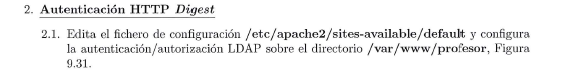 2. Autenticación HTTP Digest
2.1. Edita el fichero de configuración /etc/apache2/sites-available/default y configura
la autenticación/autorización LDAP sobre el directorio /var/www/profesor, Figura
9.31.